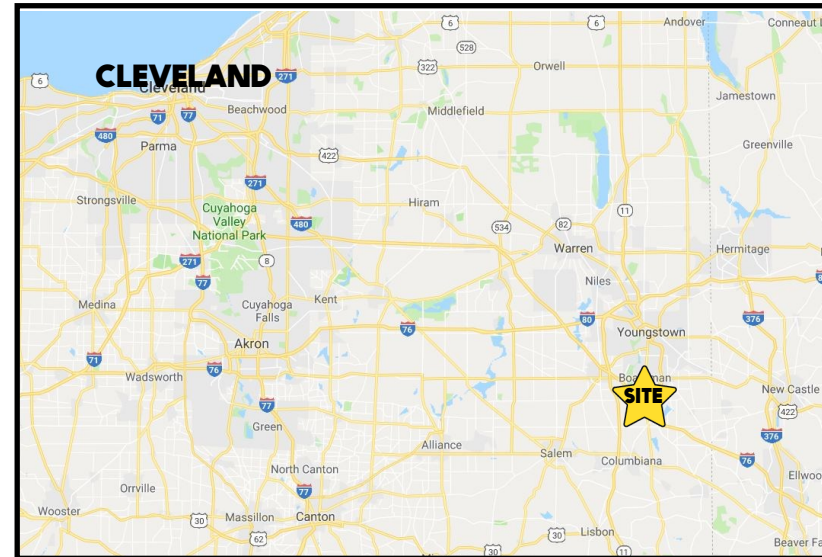 6
6
Andover
Conneaut L
528
CLEVELAND
Cleveland
271
322
Orwell
6
Jamestown
Beachwood
Middlefield
71
77
480
Parma
Greenville
422
271
Strongsville
Cuyahoga
Valley
National Park
Hiram
11
480
534
82
Warren
Hermitage
271
8
77
Niles
Medina
Cuyahoga
Falls
Kent
80
376
76
Youngstown
Akron
71
76
Wadsworth
SITE
New Castle
77
422
Green
376
Alliance
Salem
Columbiana
76
North Canton
Ellwoo
Orrville
77
Wooster
30
Massillon
Canton
62
30
30
Lisbon
11
Beaver Fa